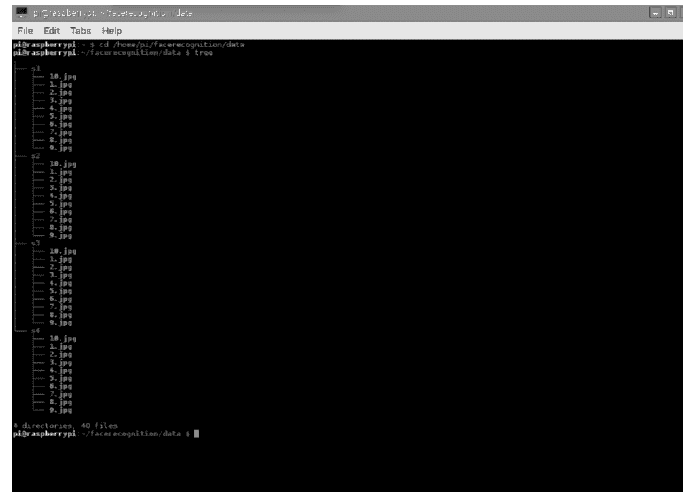 pi@raspberrypi: ~/facerecognition/data
File Edit Tabs Help
pi@raspberrypi ~ $ cd /home/pi/facerecognition/data
pi@raspberrypi ~/facerecognition/data $ tree
.
├── s1
│   ├── 10.jpg
│   ├── 1.jpg
│   ├── 2.jpg
│   ├── 3.jpg
│   ├── 4.jpg
│   ├── 5.jpg
│   ├── 6.jpg
│   ├── 7.jpg
│   ├── 8.jpg
│   └── 9.jpg
├── s2
│   ├── 10.jpg
│   ├── 1.jpg
│   ├── 2.jpg
│   ├── 3.jpg
│   ├── 4.jpg
│   ├── 5.jpg
│   ├── 6.jpg
│   ├── 7.jpg
│   ├── 8.jpg
│   └── 9.jpg
├── s3
│   ├── 10.jpg
│   ├── 1.jpg
│   ├── 2.jpg
│   ├── 3.jpg
│   ├── 4.jpg
│   ├── 5.jpg
│   ├── 6.jpg
│   ├── 7.jpg
│   ├── 8.jpg
│   └── 9.jpg
└── s4
    ├── 10.jpg
    ├── 1.jpg
    ├── 2.jpg
    ├── 3.jpg
    ├── 4.jpg
    ├── 5.jpg
    ├── 6.jpg
    ├── 7.jpg
    ├── 8.jpg
    └── 9.jpg

4 directories, 40 files
pi@raspberrypi ~/facerecognition/data $